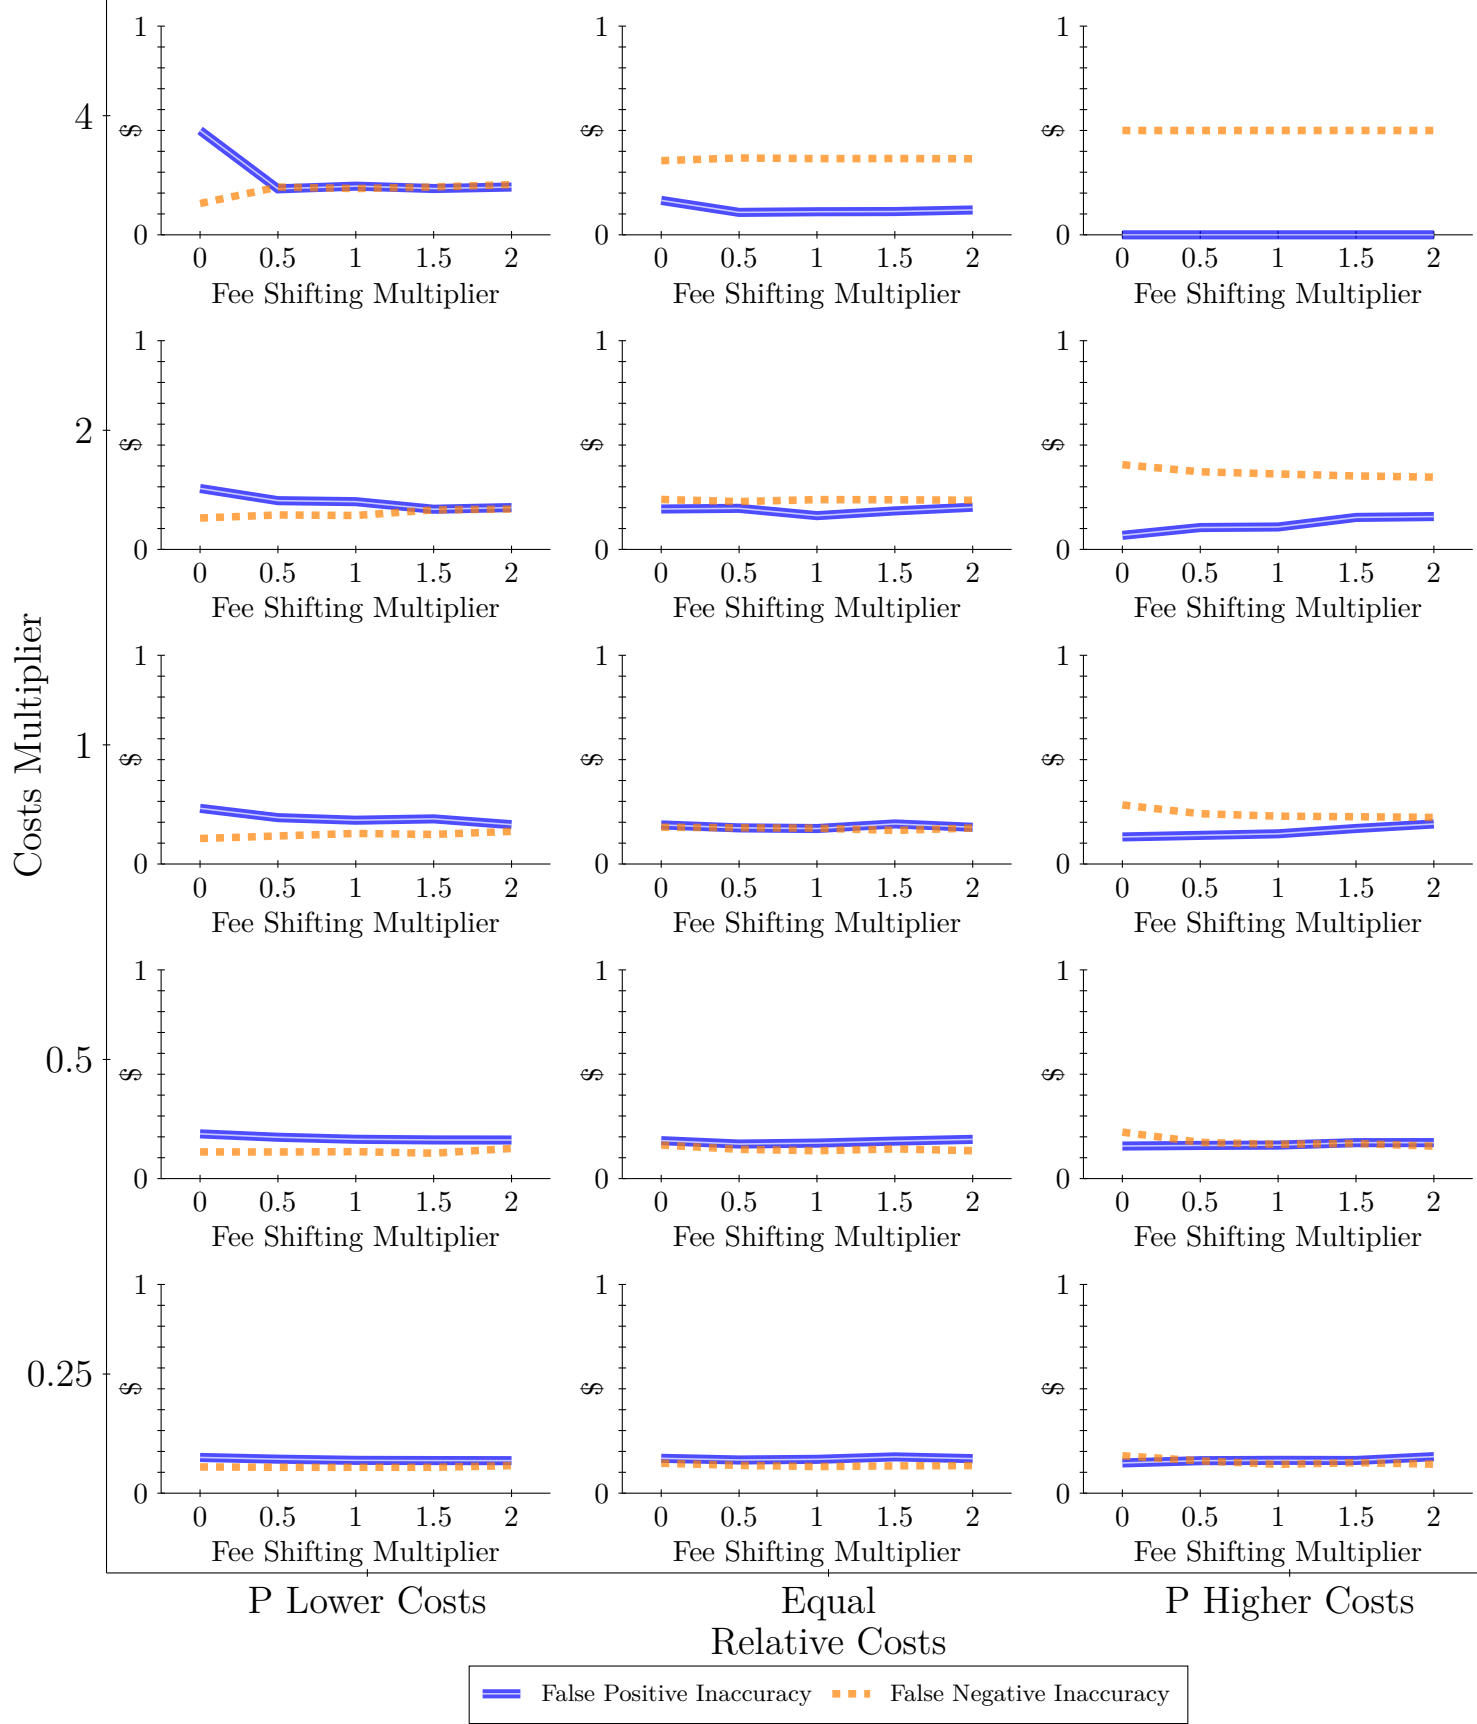 Costs Multiplier
4
1
$
0
0 0.5 1 1.5 2
Fee Shifting Multiplier
1
$
0
0 0.5 1 1.5 2
Fee Shifting Multiplier
1
$
0
0 0.5 1 1.5 2
Fee Shifting Multiplier
2
1
$
0
0 0.5 1 1.5 2
Fee Shifting Multiplier
1
$
0
0 0.5 1 1.5 2
Fee Shifting Multiplier
1
$
0
0 0.5 1 1.5 2
Fee Shifting Multiplier
1
1
$
0
0 0.5 1 1.5 2
Fee Shifting Multiplier
1
$
0
0 0.5 1 1.5 2
Fee Shifting Multiplier
1
$
0
0 0.5 1 1.5 2
Fee Shifting Multiplier
0.5
1
$
0
0 0.5 1 1.5 2
Fee Shifting Multiplier
1
$
0
0 0.5 1 1.5 2
Fee Shifting Multiplier
1
$
0
0 0.5 1 1.5 2
Fee Shifting Multiplier
0.25
1
$
0
0 0.5 1 1.5 2
Fee Shifting Multiplier
1
$
0
0 0.5 1 1.5 2
Fee Shifting Multiplier
1
$
0
0 0.5 1 1.5 2
Fee Shifting Multiplier
P Lower Costs Equal P Higher Costs
Relative Costs
False Positive Inaccuracy False Negative Inaccuracy